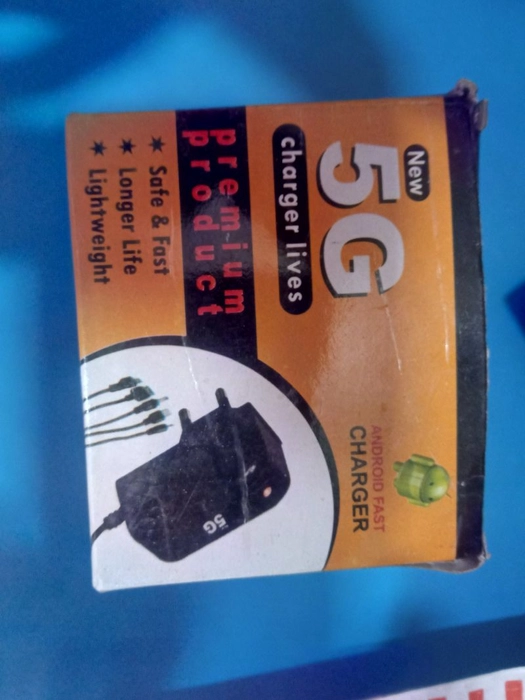 New
5G
charger lives
premium
product
★ Safe & Fast
★ Longer Life
★ Lightweight
ANDROID FAST
CHARGER
5G